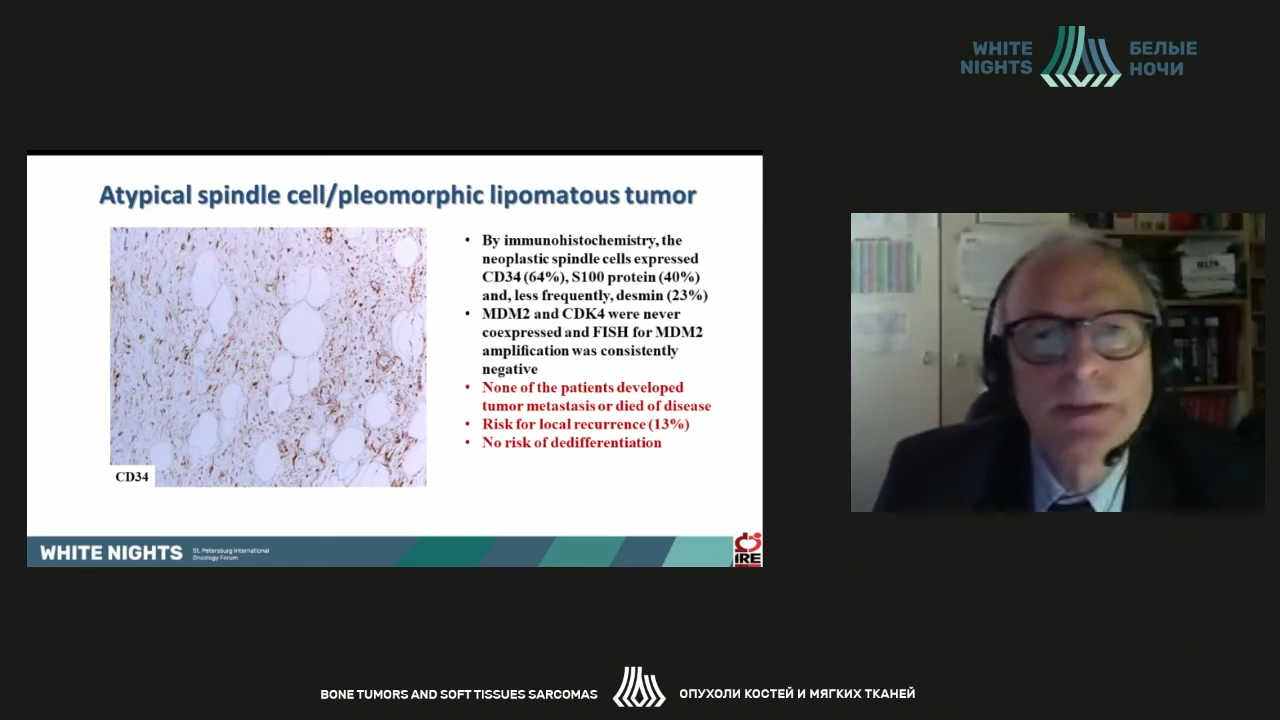 WHITE
NIGHTS
БЕЛЫЕ
НОЧИ
Atypical spindle cell/pleomorphic lipomatous tumor
• By immunohistochemistry, the
neoplastic spindle cells expressed
CD34 (64%), S100 protein (40%)
and, less frequently, desmin (23%)
• MDM2 and CDK4 were never
coexpressed and FISH for MDM2
amplification was consistently
negative
• None of the patients developed
tumor metastasis or died of disease
• Risk for local recurrence (13%)
• No risk of dedifferentiation
CD34
WHITE NIGHTS
St. Petersburg International
Oncology Forum
IRE
BONE TUMORS AND SOFT TISSUES SARCOMAS
ОПУХОЛИ КОСТЕЙ И МЯГКИХ ТКАНЕЙ